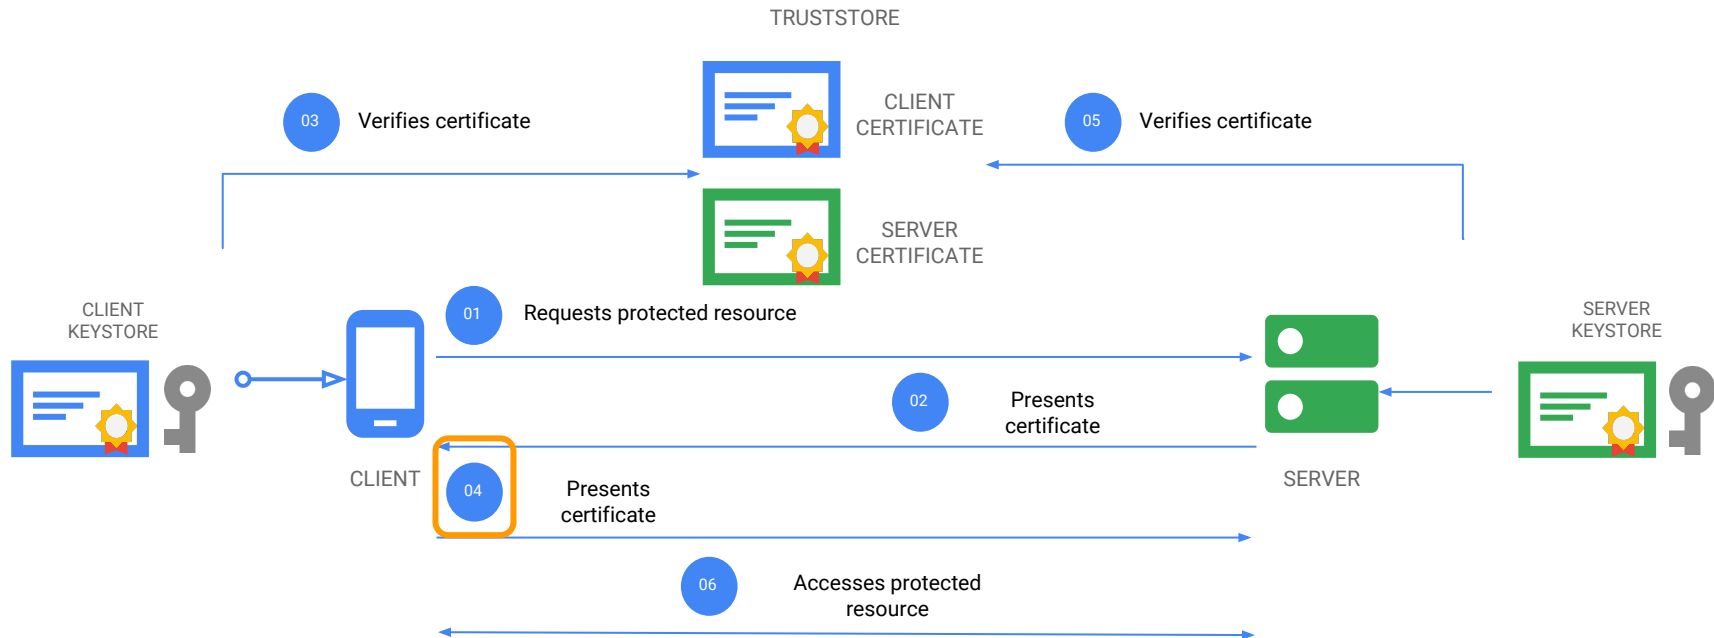 TRUSTSTORE
03
Verifies certificate
CLIENT
CERTIFICATE
05
Verifies certificate
SERVER
CERTIFICATE
CLIENT
KEYSTORE
01
Requests protected resource
SERVER
KEYSTORE
02
Presents
certificate
CLIENT
SERVER
04
Presents
certificate
06
Accesses protected
resource